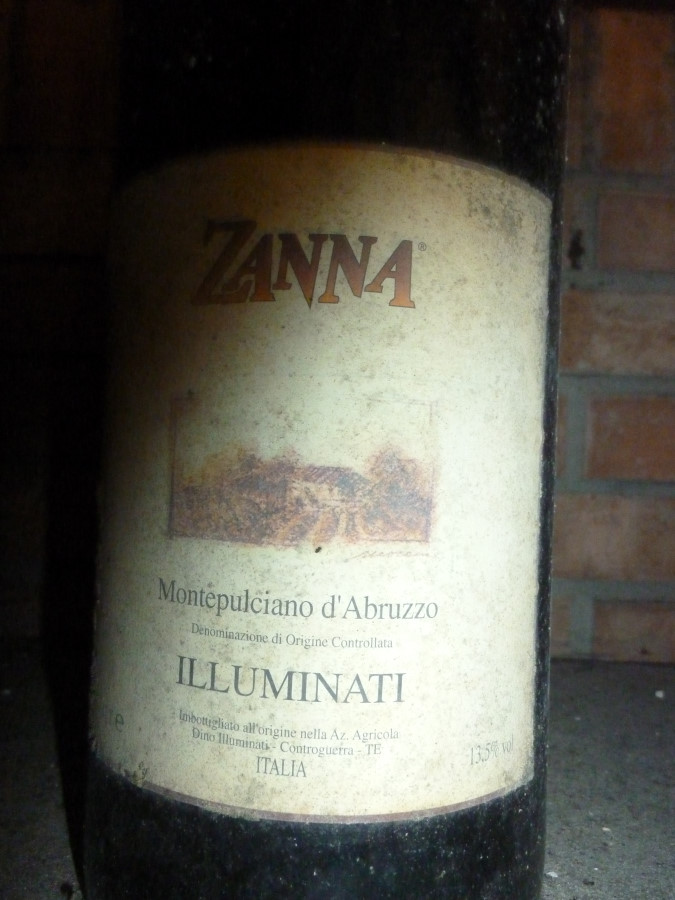 ZANNA®
Montepulciano d'Abruzzo
Denominazione di Origine Controllata
ILLUMINATI
Imbottigliato all'origine nella Az. Agricola
Dino Illuminati - Controguerra - TE
ITALIA
e
13,5% vol